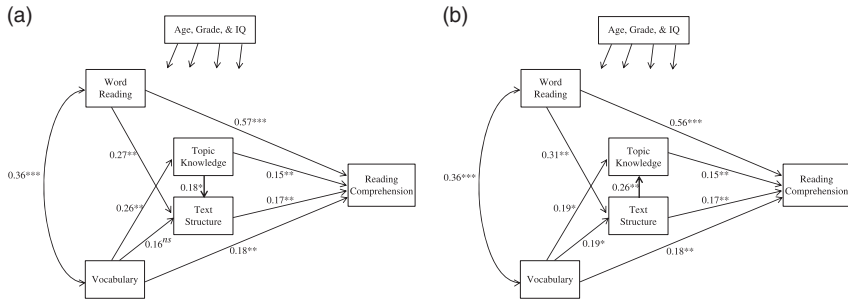 (a)
Age, Grade, & IQ
Word
Reading
0.57***
0.27**
Topic
Knowledge
0.15**
0.36***
0.18*
Reading
Comprehension
0.26**
Text
Structure
0.17**
0.16ns
0.18**
Vocabulary
(b)
Age, Grade, & IQ
Word
Reading
0.56***
0.31**
Topic
Knowledge
0.15**
0.36***
0.26**
Reading
Comprehension
0.19*
Text
Structure
0.17**
0.19*
0.18**
Vocabulary